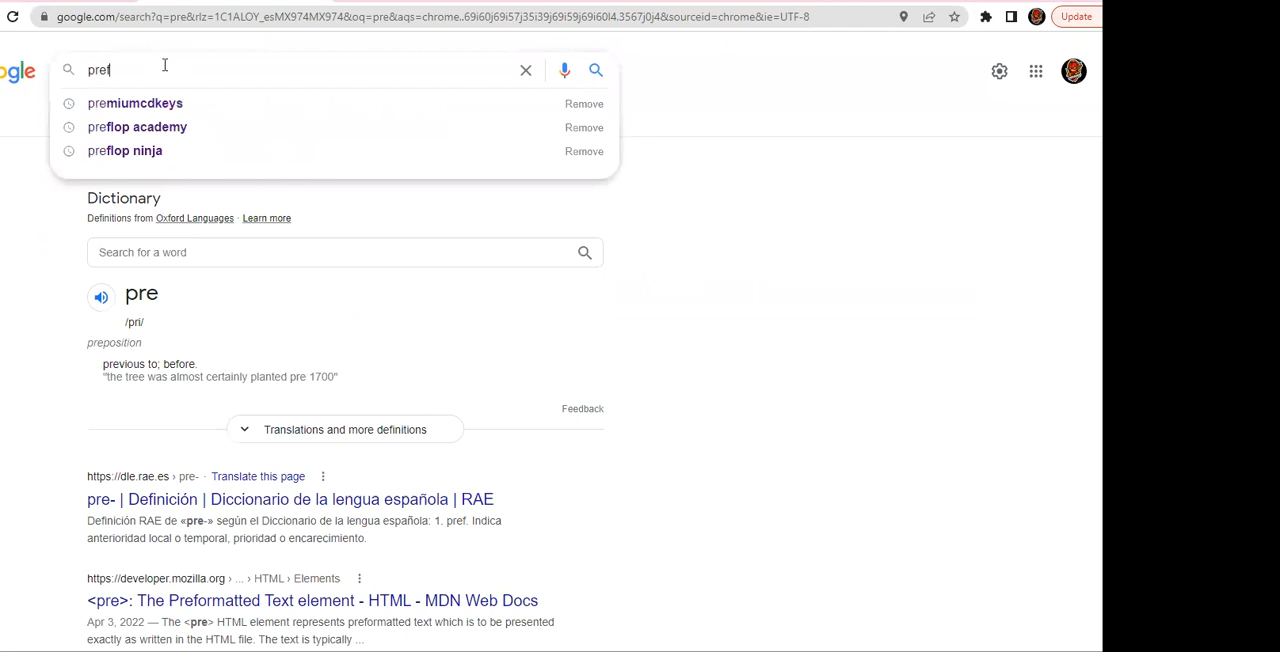 google.com/search?q=pre&rlz=1C1ALOY_esMX974MX974&oq=pre&aqs=chrome..69i60j69i57j35i39j69i59j69i60l4.3567j0j4&sourceid=chrome&ie=UTF-8 Update
ogle pref
premiumcdkeys Remove
preflop academy Remove
preflop ninja Remove
Dictionary
Definitions from Oxford Languages · Learn more
Search for a word
pre
/pri/
preposition
previous to; before.
"the tree was almost certainly planted pre 1700"
Feedback
Translations and more definitions
https://dle.rae.es › pre- · Translate this page
pre- | Definición | Diccionario de la lengua española | RAE
Definición RAE de «pre-» según el Diccionario de la lengua española: 1. pref. Indica
anterioridad local o temporal, prioridad o encarecimiento.
https://developer.mozilla.org › ... › HTML › Elements
<pre>: The Preformatted Text element - HTML - MDN Web Docs
Apr 3, 2022 — The <pre> HTML element represents preformatted text which is to be presented
exactly as written in the HTML file. The text is typically ...